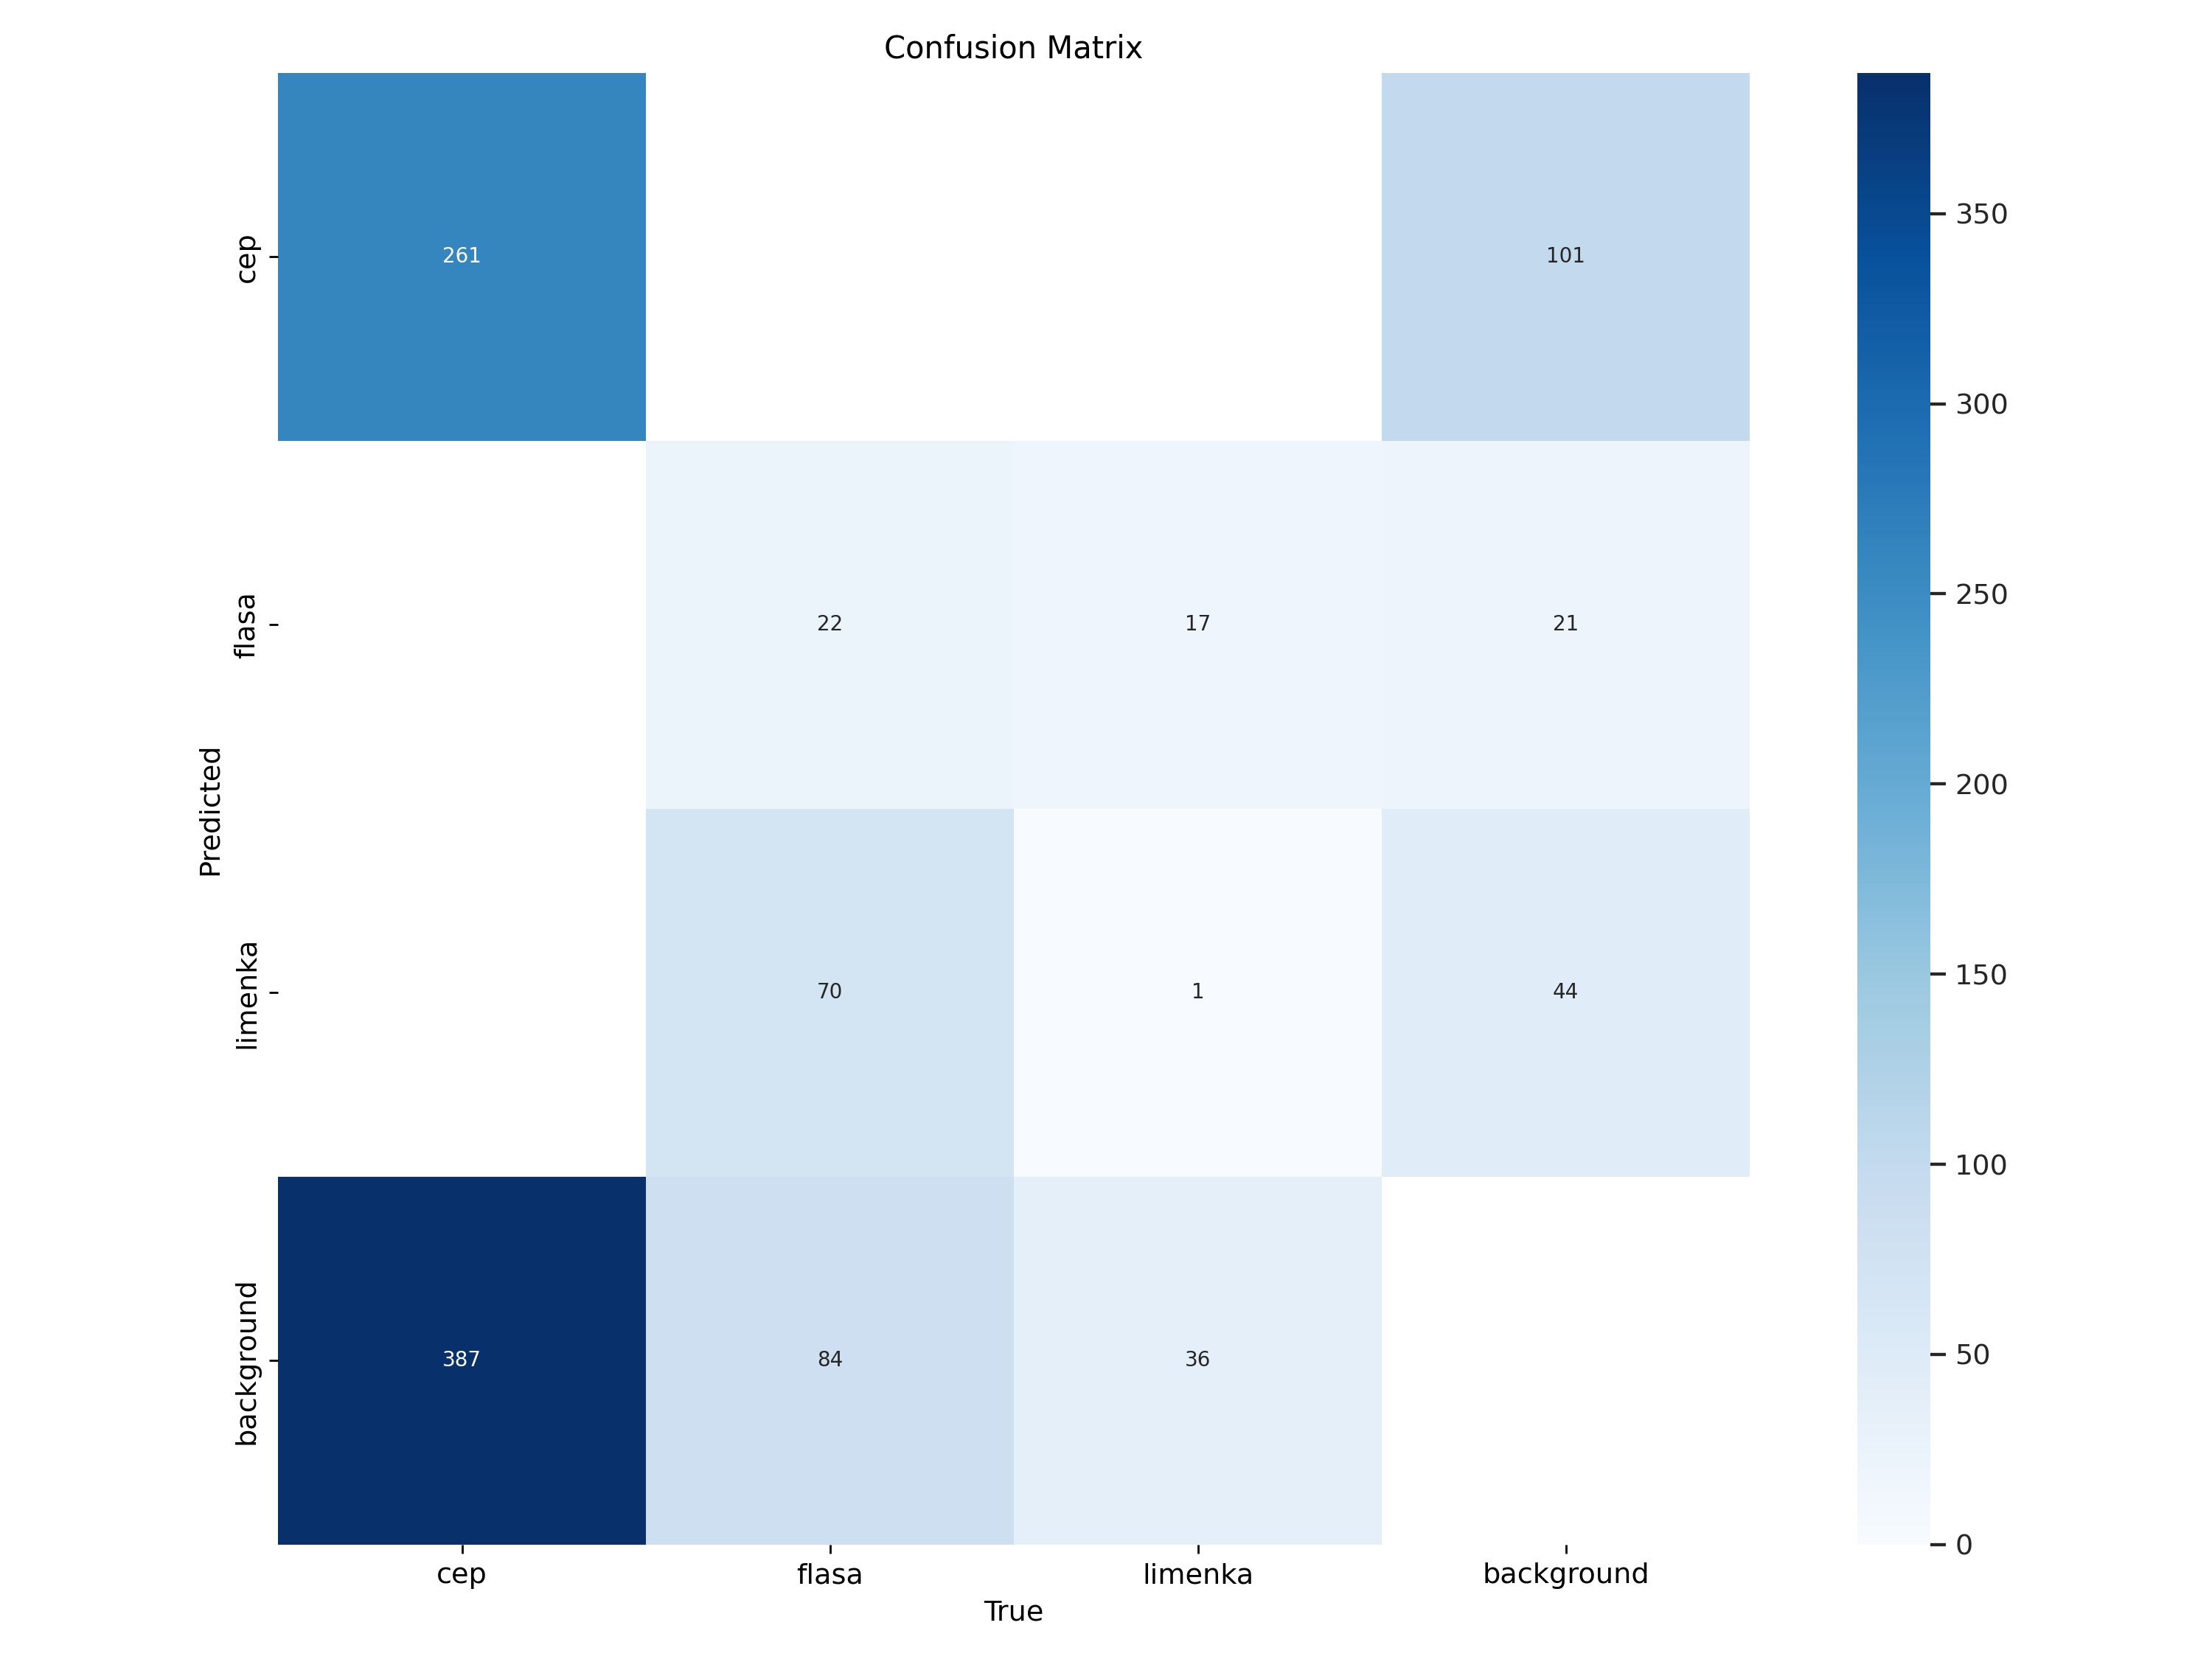 Confusion Matrix
cep
261
101
350
300
flasa
22
17
21
250
200
Predicted
limenka
70
1
44
150
100
background
387
84
36
50
0
cep
flasa
limenka
background
True